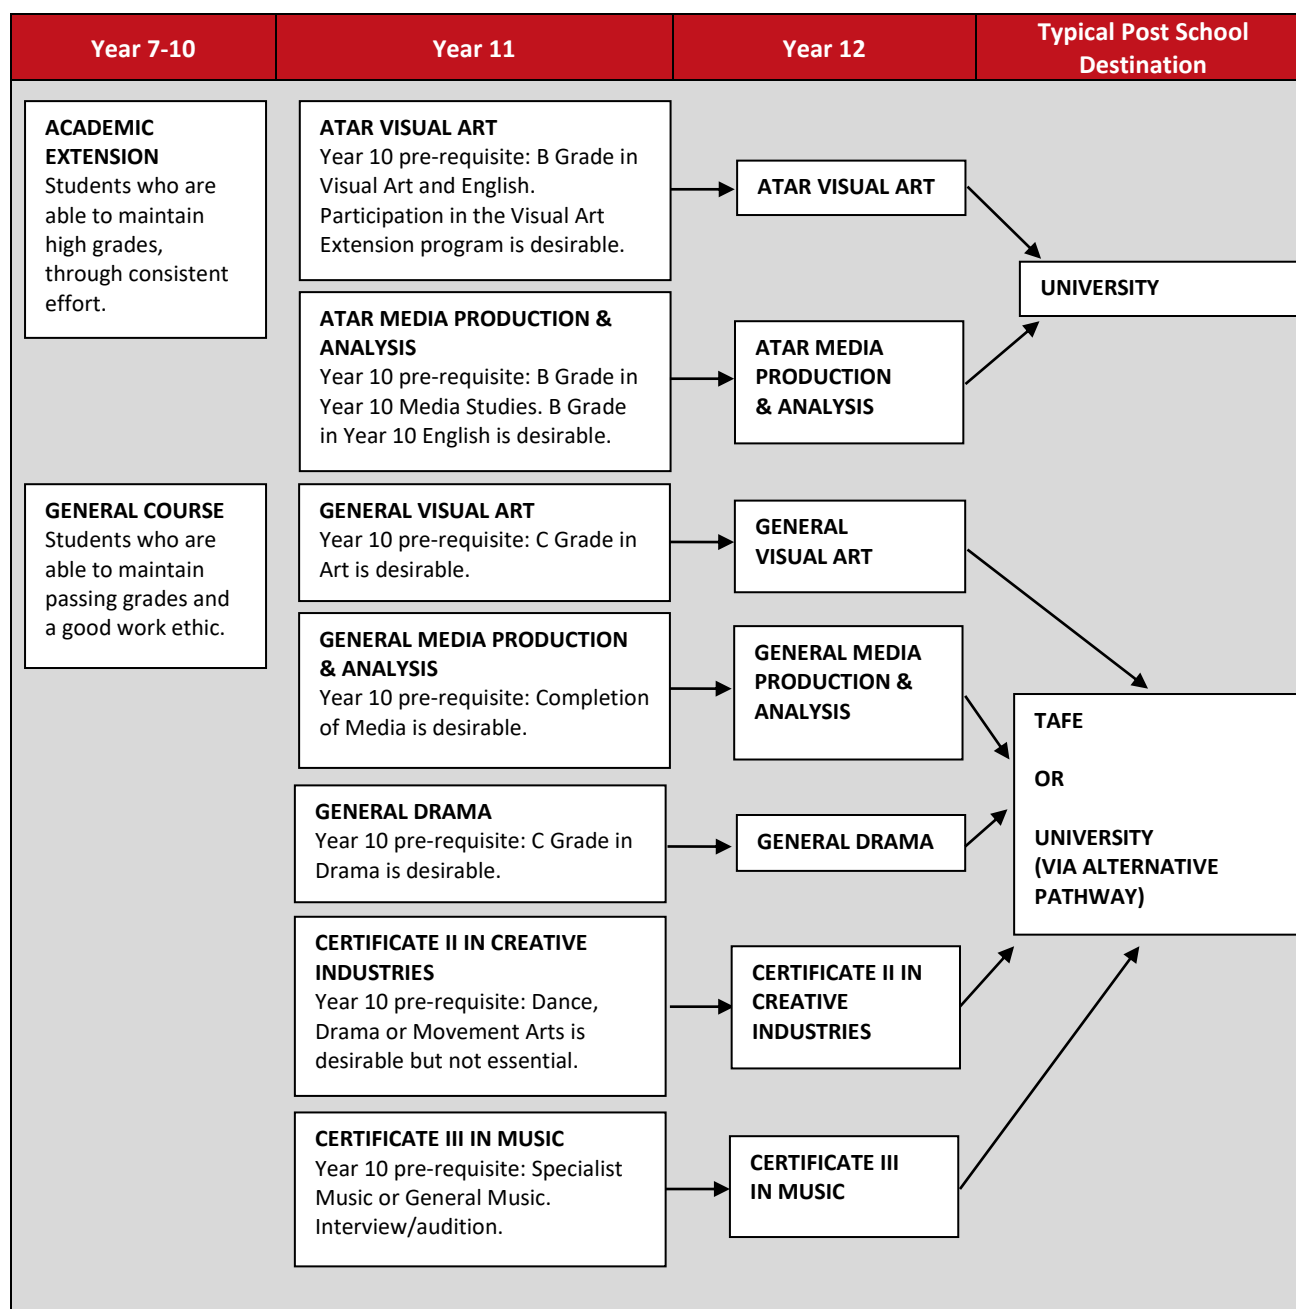 Year 7-10
Year 11
Year 12
Typical Post School
Destination
ACADEMIC
EXTENSION
Students who are
able to maintain
high grades,
through consistent
effort.
ATAR VISUAL ART
Year 10 pre-requisite: B Grade in
Visual Art and English.
Participation in the Visual Art
Extension program is desirable.
ATAR VISUAL ART
UNIVERSITY
ATAR MEDIA PRODUCTION &
ANALYSIS
Year 10 pre-requisite: B Grade in
Year 10 Media Studies. B Grade
in Year 10 English is desirable.
ATAR MEDIA
PRODUCTION
& ANALYSIS
GENERAL COURSE
Students who are
able to maintain
passing grades and
a good work ethic.
GENERAL VISUAL ART
Year 10 pre-requisite: C Grade in
Art is desirable.
GENERAL
VISUAL ART
GENERAL MEDIA PRODUCTION
& ANALYSIS
Year 10 pre-requisite: Completion
of Media is desirable.
GENERAL MEDIA
PRODUCTION &
ANALYSIS
TAFE
OR
UNIVERSITY
(VIA ALTERNATIVE
PATHWAY)
GENERAL DRAMA
Year 10 pre-requisite: C Grade in
Drama is desirable.
GENERAL DRAMA
CERTIFICATE II IN CREATIVE
INDUSTRIES
Year 10 pre-requisite: Dance,
Drama or Movement Arts is
desirable but not essential.
CERTIFICATE II IN
CREATIVE
INDUSTRIES
CERTIFICATE III IN MUSIC
Year 10 pre-requisite: Specialist
Music or General Music.
Interview/audition.
CERTIFICATE III
IN MUSIC